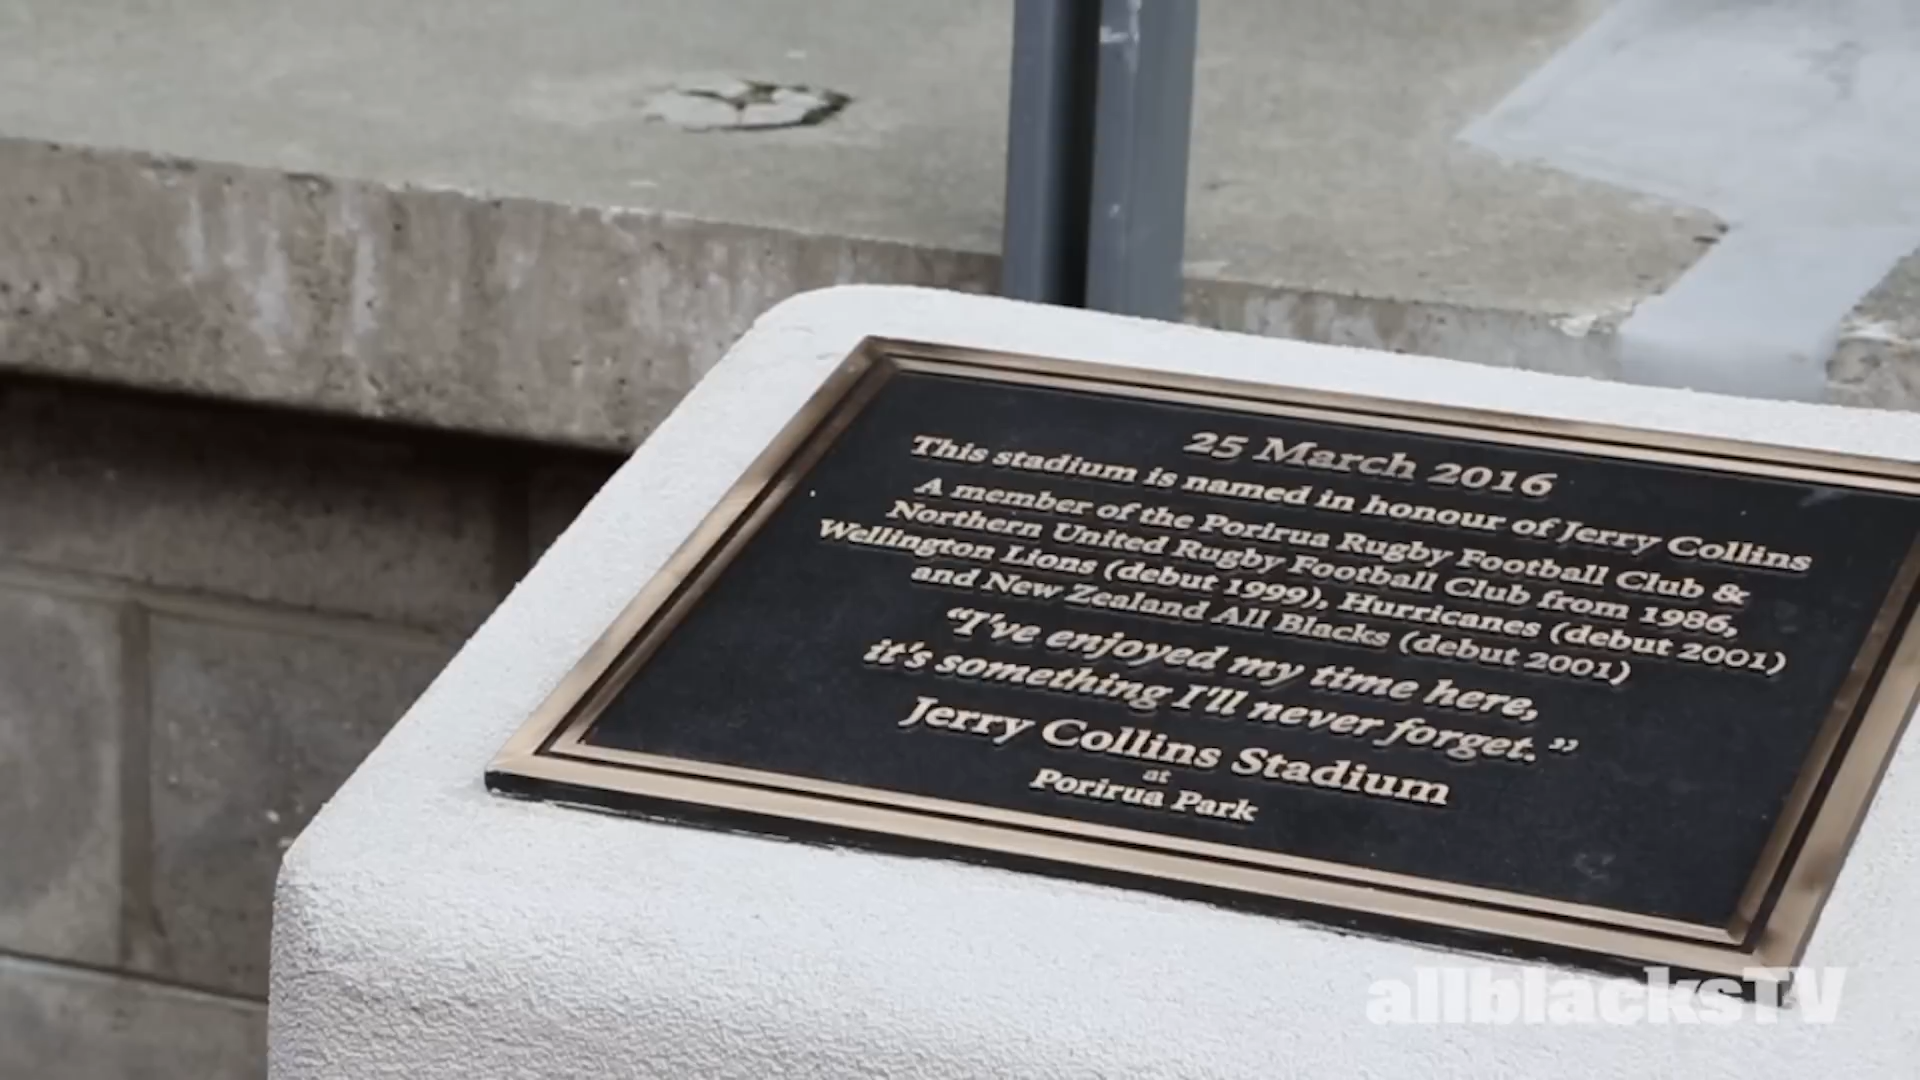 25 March 2016
This stadium is named in honour of Jerry Collins
A member of the Porirua Rugby Football Club &
Northern United Rugby Football Club from 1986,
Wellington Lions (debut 1999), Hurricanes (debut 2001)
and New Zealand All Blacks (debut 2001)
“I've enjoyed my time here,
it's something I'll never forget.”
Jerry Collins Stadium
at
Porirua Park
allblacksTV